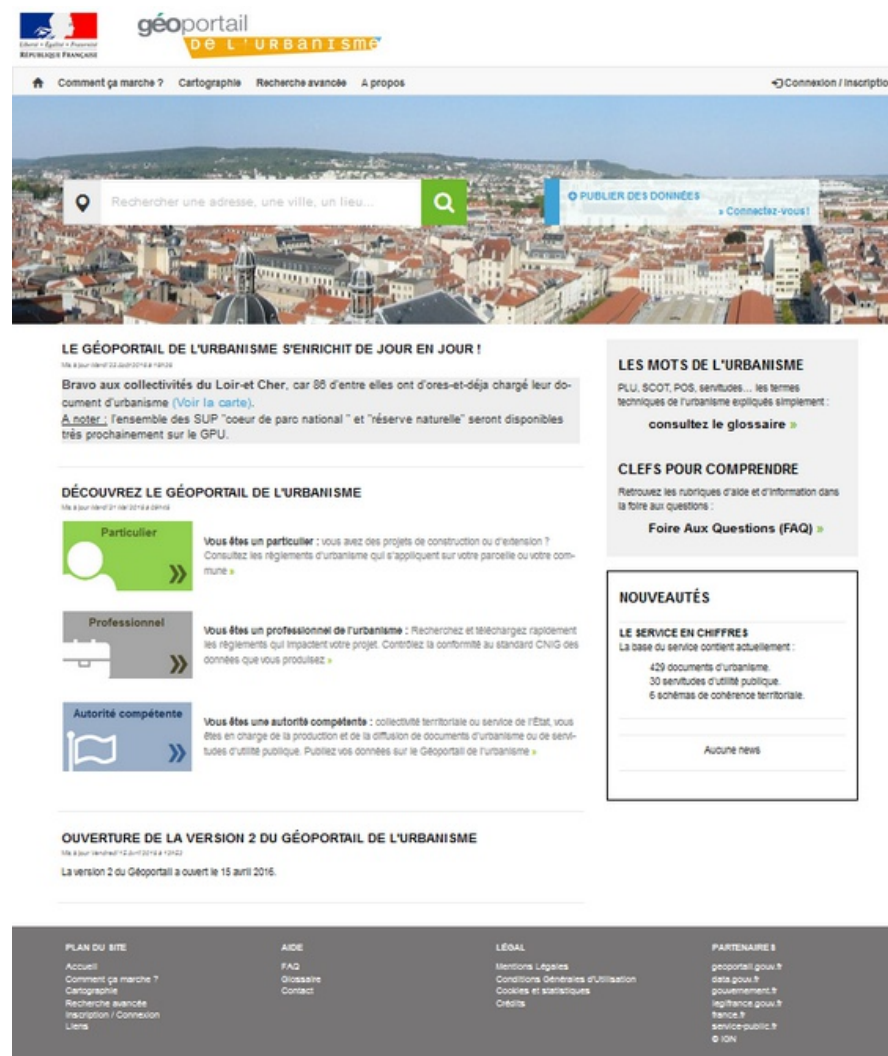 Liberté • Égalité • Fraternité
RÉPUBLIQUE FRANÇAISE
géoportail
DE L'URBANISME
Comment ça marche ? Cartographie Recherche avancée A propos
Connexion / Inscriptio
Rechercher une adresse, une ville, un lieu...
PUBLIER DES DONNÉES
» Connectez-vous !
LE GÉOPORTAIL DE L'URBANISME S'ENRICHIT DE JOUR EN JOUR !
Bravo aux collectivités du Loir-et Cher, car 86 d'entre elles ont d'ores-et-déja chargé leur do-
cument d'urbanisme (Voir la carte).
A noter : l'ensemble des SUP "coeur de parc national " et "réserve naturelle" seront disponibles
très prochainement sur le GPU.
DÉCOUVREZ LE GÉOPORTAIL DE L'URBANISME
Particulier
Vous êtes un particulier : vous avez des projets de construction ou d'extension ?
Consultez les règlements d'urbanisme qui s'appliquent sur votre parcelle ou votre com-
mune »
Professionnel
Vous êtes un professionnel de l'urbanisme : Recherchez et téléchargez rapidement
les règlements qui impactent votre projet. Contrôlez la conformité au standard CNIG des
données que vous produisez »
Autorité compétente
Vous êtes une autorité compétente : collectivité territoriale ou service de l'État, vous
êtes en charge de la production et de la diffusion de documents d'urbanisme ou de servi-
tudes d'utilité publique. Publiez vos données sur le Géoportail de l'urbanisme »
OUVERTURE DE LA VERSION 2 DU GÉOPORTAIL DE L'URBANISME
La version 2 du Géoportail a ouvert le 15 avril 2016.
LES MOTS DE L'URBANISME
PLU, SCOT, POS, servitudes... les termes
techniques de l'urbanisme expliqués simplement :
consultez le glossaire »
CLEFS POUR COMPRENDRE
Retrouvez les rubriques d'aide et d'information dans
la foire aux questions :
Foire Aux Questions (FAQ) »
NOUVEAUTÉS
LE SERVICE EN CHIFFRES
La base du service contient actuellement :
429 documents d'urbanisme.
30 servitudes d'utilité publique.
6 schémas de cohérence territoriale.
Aucune news
PLAN DU SITE
Accueil
Comment ça marche ?
Cartographie
Recherche avancée
Inscription / Connexion
Liens
AIDE
FAQ
Glossaire
Contact
LÉGAL
Mentions Légales
Conditions Générales d'Utilisation
Cookies et statistiques
Crédits
PARTENAIRES
geoportail.gouv.fr
data.gouv.fr
gouvernement.fr
legifrance.gouv.fr
france.fr
service-public.fr
© IGN